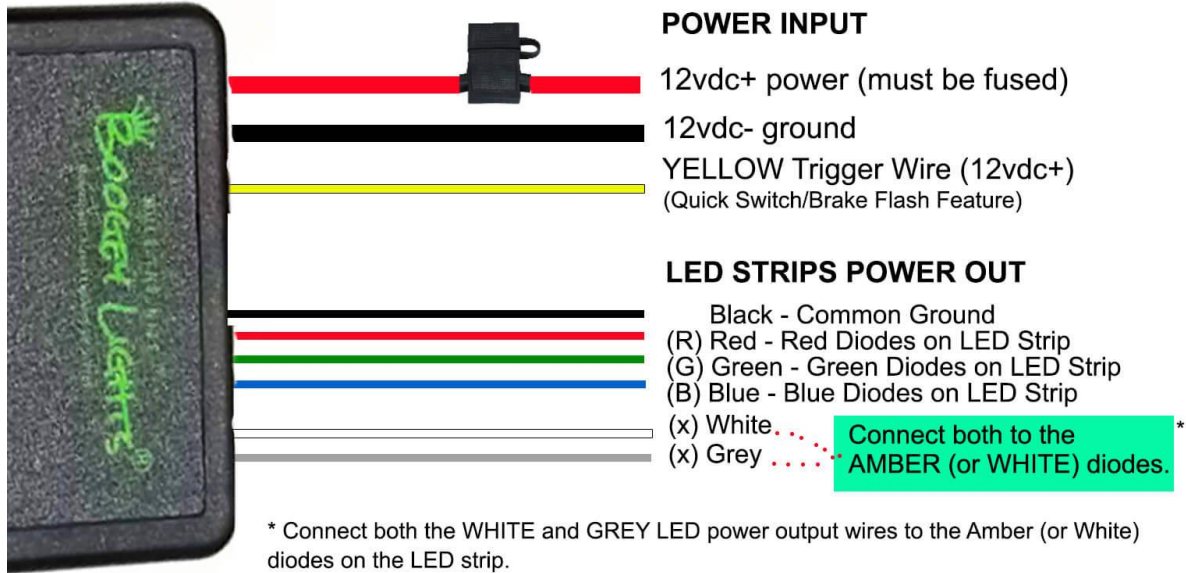 POWER INPUT
12vdc+ power (must be fused)
12vdc- ground
YELLOW Trigger Wire (12vdc+)
(Quick Switch/Brake Flash Feature)
LED STRIPS POWER OUT
Black - Common Ground
(R) Red - Red Diodes on LED Strip
(G) Green - Green Diodes on LED Strip
(B) Blue - Blue Diodes on LED Strip
(x) White
(x) Grey
Connect both to the *
AMBER (or WHITE) diodes.
* Connect both the WHITE and GREY LED power output wires to the Amber (or White)
diodes on the LED strip.
BOOGEY LIGHTS®